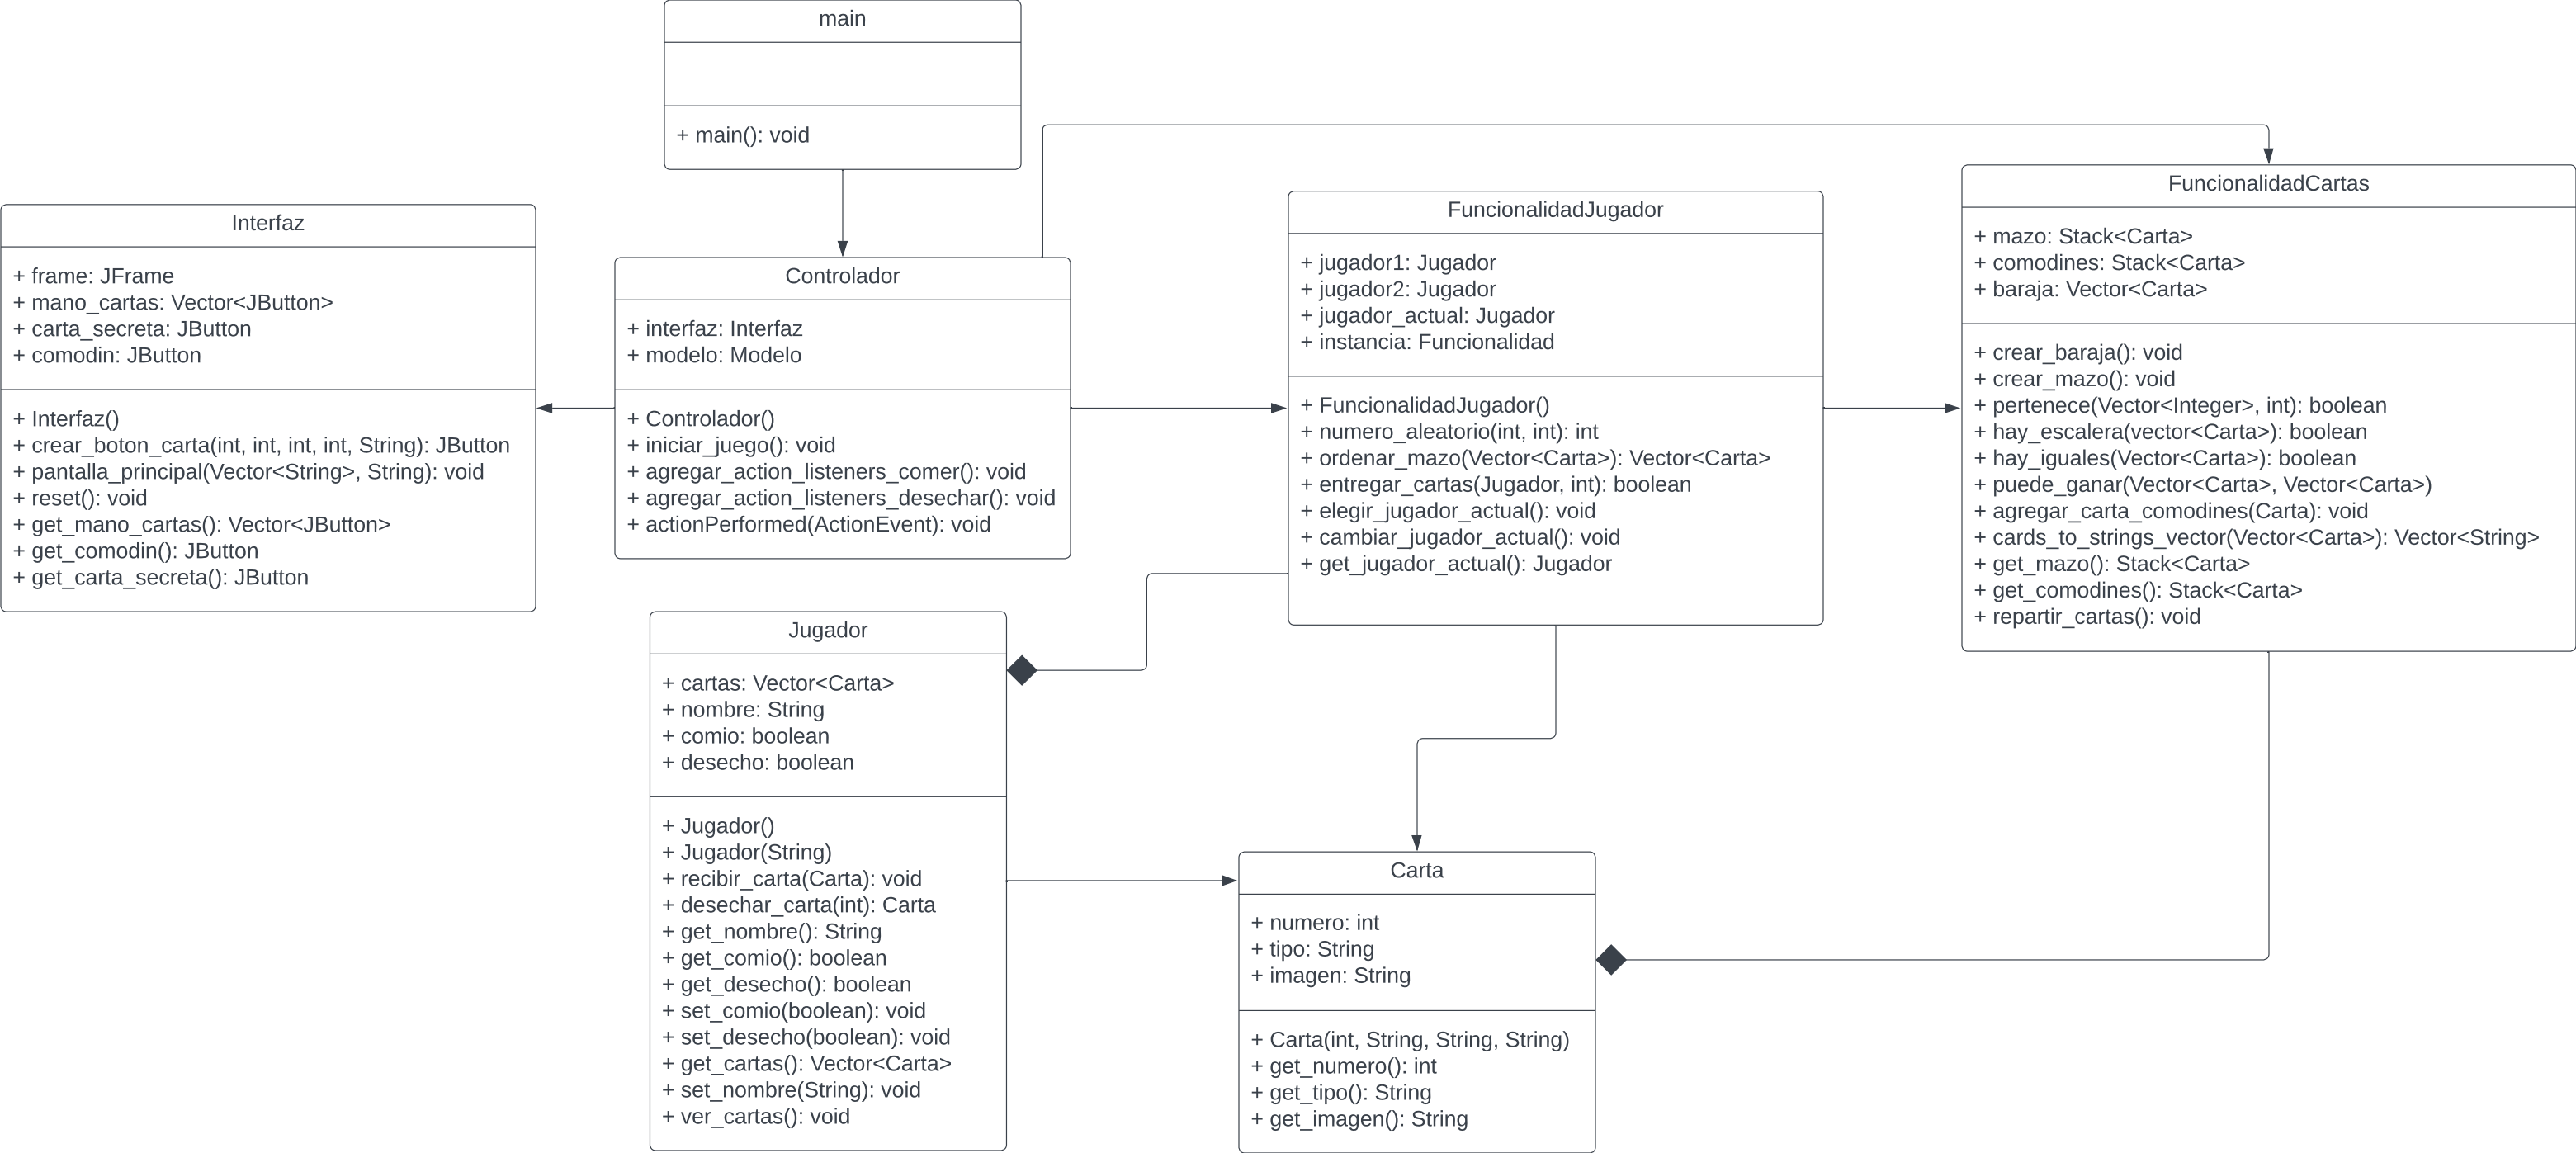 main
+ main(): void
Interfaz
+ frame: JFrame
+ mano_cartas: Vector<JButton>
+ carta_secreta: JButton
+ comodin: JButton
+ Interfaz()
+ crear_boton_carta(int, int, int, int, String): JButton
+ pantalla_principal(Vector<String>, String): void
+ reset(): void
+ get_mano_cartas(): Vector<JButton>
+ get_comodin(): JButton
+ get_carta_secreta(): JButton
Controlador
+ interfaz: Interfaz
+ modelo: Modelo
+ Controlador()
+ iniciar_juego(): void
+ agregar_action_listeners_comer(): void
+ agregar_action_listeners_desechar(): void
+ actionPerformed(ActionEvent): void
FuncionalidadJugador
+ jugador1: Jugador
+ jugador2: Jugador
+ jugador_actual: Jugador
+ instancia: Funcionalidad
+ FuncionalidadJugador()
+ numero_aleatorio(int, int): int
+ ordenar_mazo(Vector<Carta>): Vector<Carta>
+ entregar_cartas(Jugador, int): boolean
+ elegir_jugador_actual(): void
+ cambiar_jugador_actual(): void
+ get_jugador_actual(): Jugador
FuncionalidadCartas
+ mazo: Stack<Carta>
+ comodines: Stack<Carta>
+ baraja: Vector<Carta>
+ crear_baraja(): void
+ crear_mazo(): void
+ pertenece(Vector<Integer>, int): boolean
+ hay_escalera(vector<Carta>): boolean
+ hay_iguales(Vector<Carta>): boolean
+ puede_ganar(Vector<Carta>, Vector<Carta>)
+ agregar_carta_comodines(Carta): void
+ cards_to_strings_vector(Vector<Carta>): Vector<String>
+ get_mazo(): Stack<Carta>
+ get_comodines(): Stack<Carta>
+ repartir_cartas(): void
Jugador
+ cartas: Vector<Carta>
+ nombre: String
+ comio: boolean
+ desecho: boolean
+ Jugador()
+ Jugador(String)
+ recibir_carta(Carta): void
+ desechar_carta(int): Carta
+ get_nombre(): String
+ get_comio(): boolean
+ get_desecho(): boolean
+ set_comio(boolean): void
+ set_desecho(boolean): void
+ get_cartas(): Vector<Carta>
+ set_nombre(String): void
+ ver_cartas(): void
Carta
+ numero: int
+ tipo: String
+ imagen: String
+ Carta(int, String, String, String)
+ get_numero(): int
+ get_tipo(): String
+ get_imagen(): String